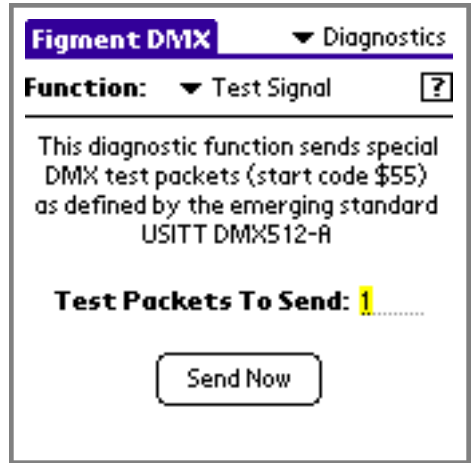 Figment DMX Diagnostics
Function: Test Signal ?
This diagnostic function sends special
DMX test packets (start code $55)
as defined by the emerging standard
USITT DMX512-A
Test Packets To Send: 1
Send Now